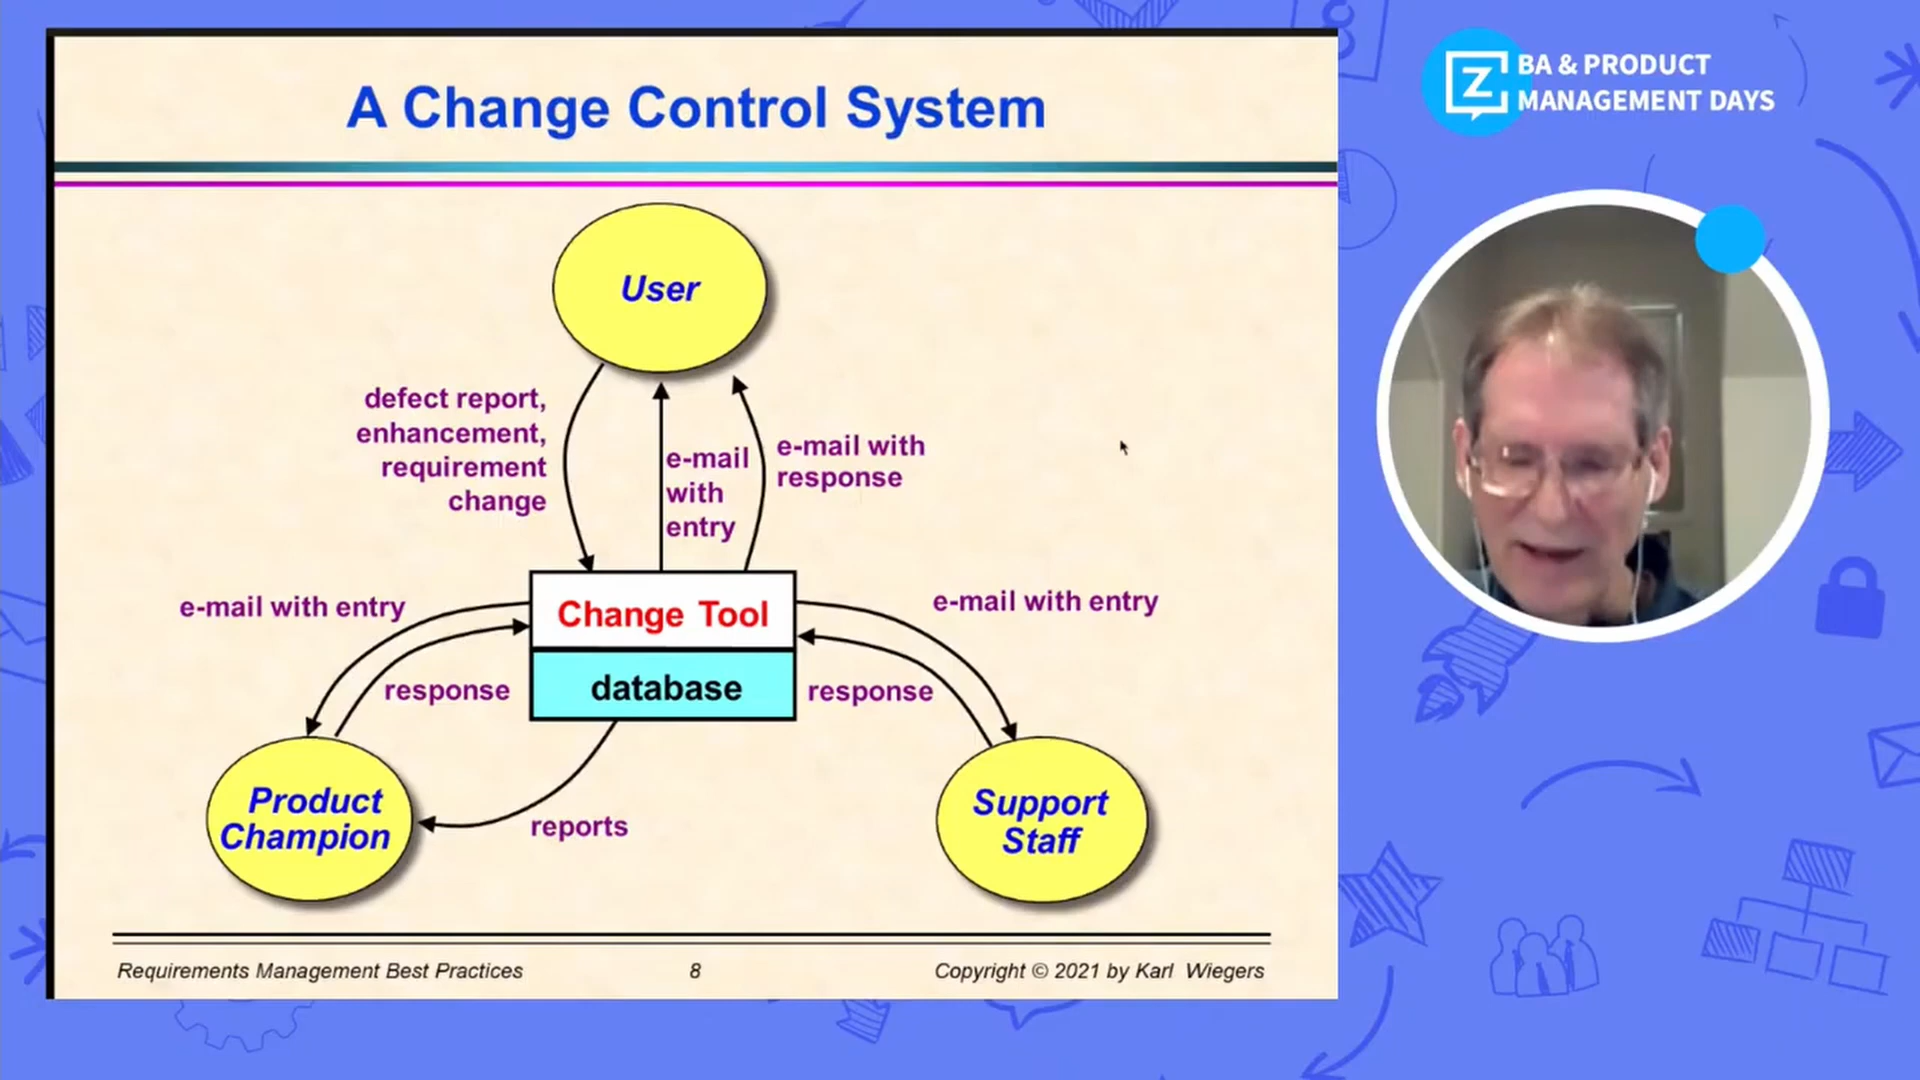 A Change Control System
BA & PRODUCT
MANAGEMENT DAYS
Z
User
defect report,
enhancement,
requirement
change
e-mail
with
entry
e-mail with
response
e-mail with entry
Change Tool
e-mail with entry
response
database
response
Product
Champion
reports
Support
Staff
Requirements Management Best Practices
8
Copyright © 2021 by Karl Wiegers